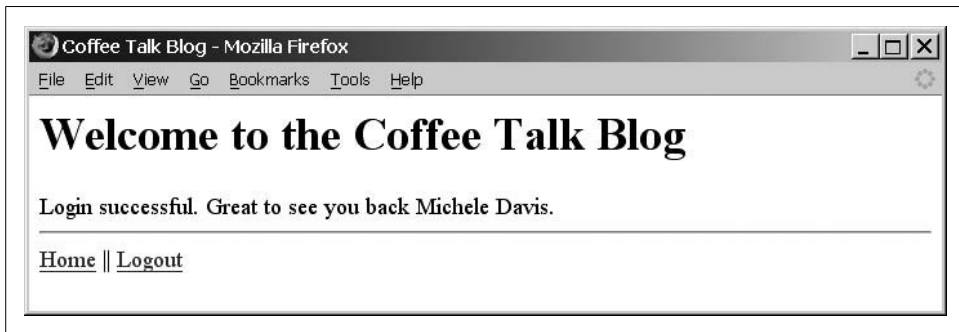 Coffee Talk Blog - Mozilla Firefox
File Edit View Go Bookmarks Tools Help
Welcome to the Coffee Talk Blog
Login successful. Great to see you back Michele Davis.
Home || Logout